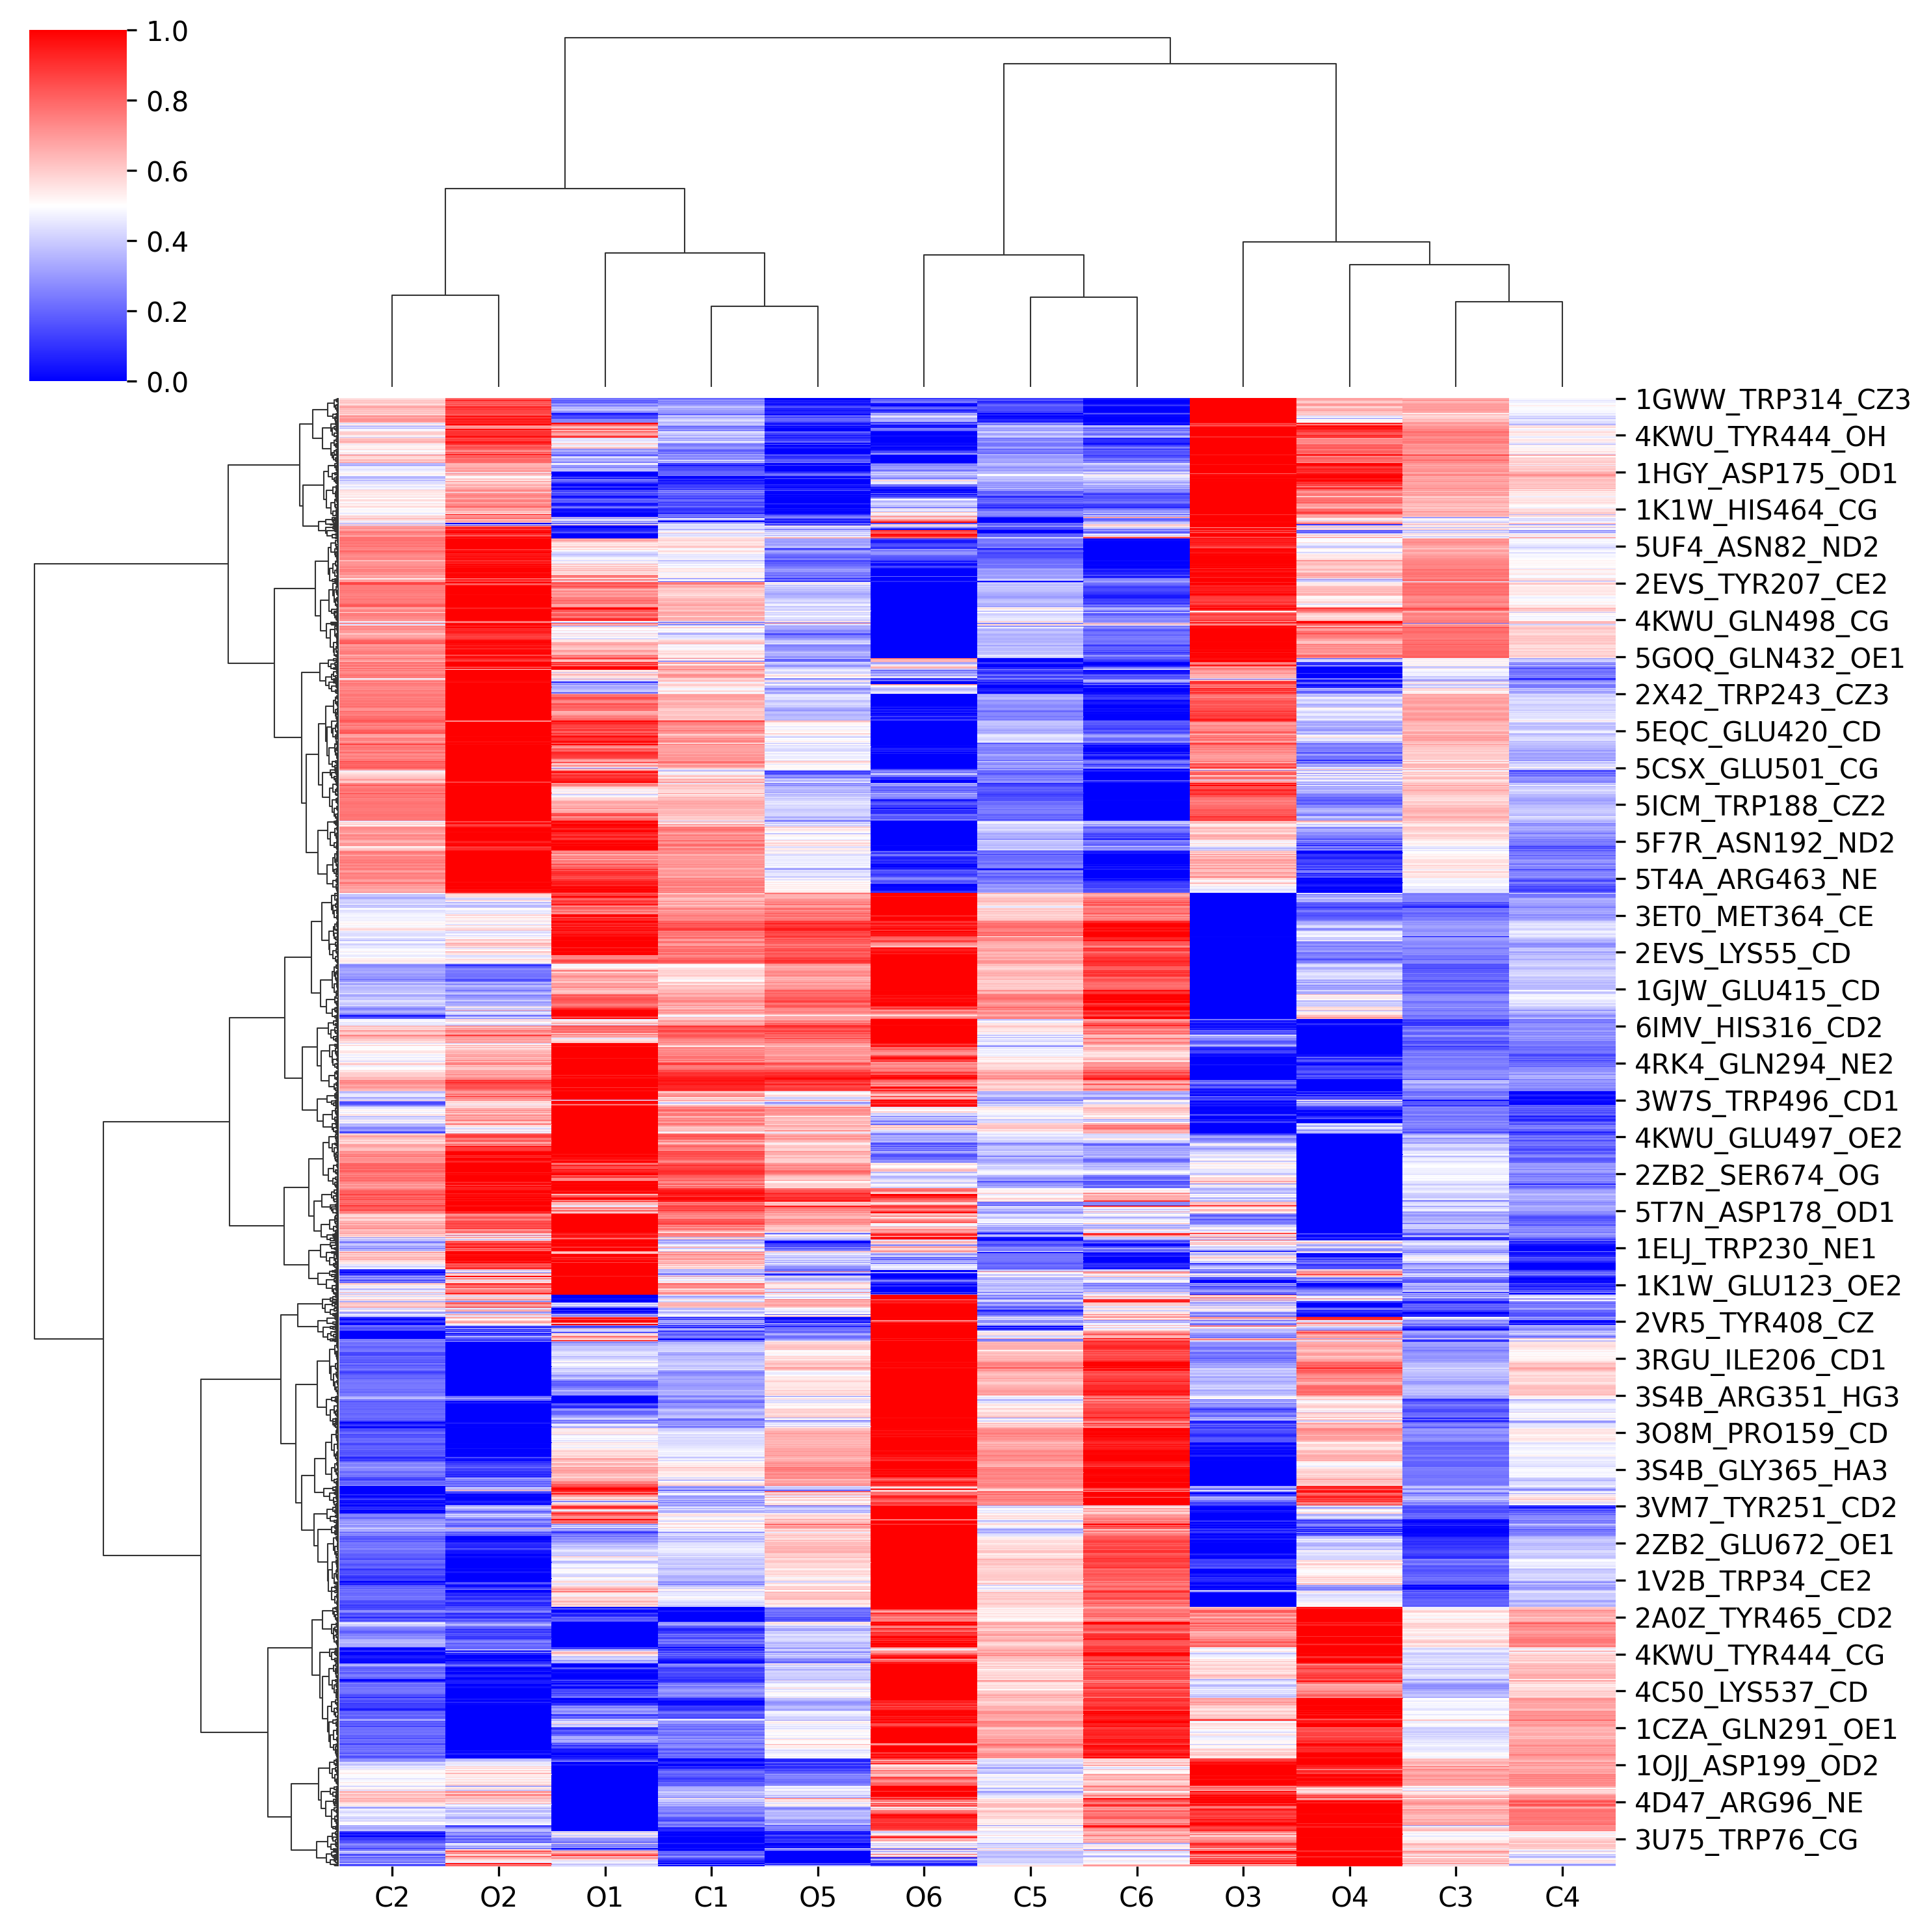 1.0
0.8
0.6
0.4
0.2
0.0
1GWW_TRP314_CZ3
4KWU_TYR444_OH
1HGY_ASP175_OD1
1K1W_HIS464_CG
5UF4_ASN82_ND2
2EVS_TYR207_CE2
4KWU_GLN498_CG
5GOQ_GLN432_OE1
2X42_TRP243_CZ3
5EQC_GLU420_CD
5CSX_GLU501_CG
5ICM_TRP188_CZ2
5F7R_ASN192_ND2
5T4A_ARG463_NE
3ET0_MET364_CE
2EVS_LYS55_CD
1GJW_GLU415_CD
6IMV_HIS316_CD2
4RK4_GLN294_NE2
3W7S_TRP496_CD1
4KWU_GLU497_OE2
2ZB2_SER674_OG
5T7N_ASP178_OD1
1ELJ_TRP230_NE1
1K1W_GLU123_OE2
2VR5_TYR408_CZ
3RGU_ILE206_CD1
3S4B_ARG351_HG3
3O8M_PRO159_CD
3S4B_GLY365_HA3
3VM7_TYR251_CD2
2ZB2_GLU672_OE1
1V2B_TRP34_CE2
2A0Z_TYR465_CD2
4KWU_TYR444_CG
4C50_LYS537_CD
1CZA_GLN291_OE1
1OJJ_ASP199_OD2
4D47_ARG96_NE
3U75_TRP76_CG
C2 O2 O1 C1 O5 O6 C5 C6 O3 O4 C3 C4